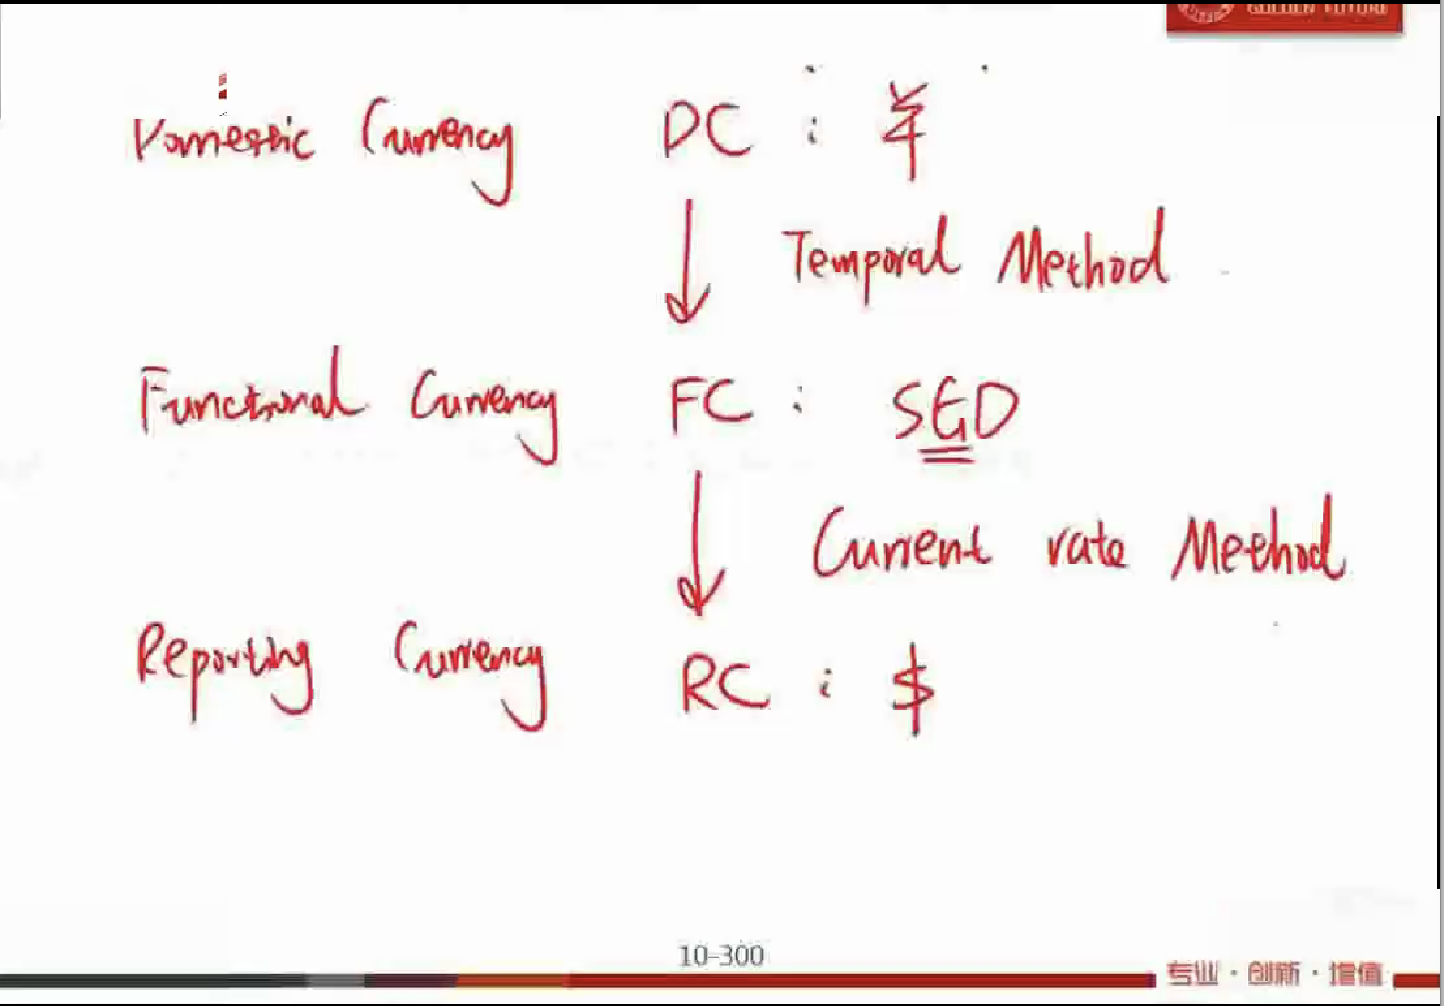 GOLDEN FUTURE
Domestic Currency DC : ¥
Temporal Method
Functional Currency FC : SGD
Current rate Method
Reporting Currency RC : $
10-300
专业·创新·增值